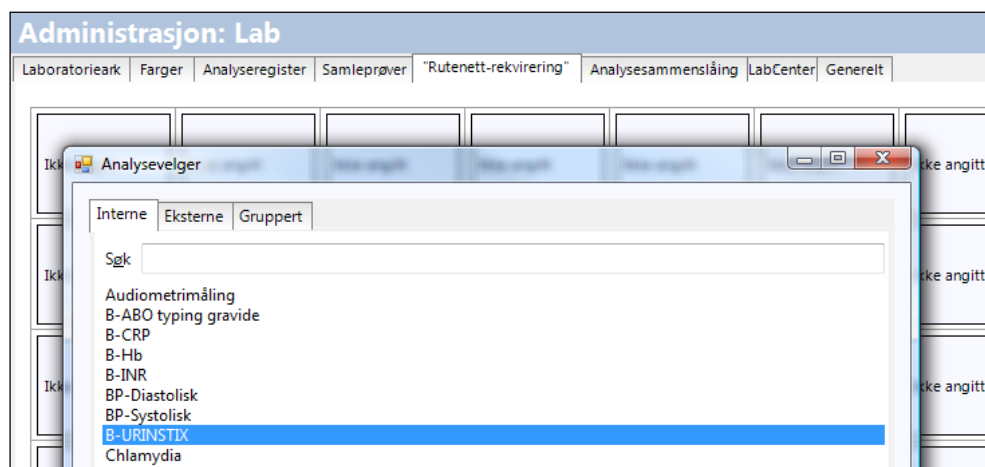 Administrasjon: Lab
Laboratorieark Farger Analyseregister Samleprøver "Rutenett-rekvirering" Analysesammenslåing LabCenter Generelt
Analysevelger
Interne Eksterne Gruppert
Søk
Audiometrimåling
B-ABO typing gravide
B-CRP
B-Hb
B-INR
BP-Diastolisk
BP-Systolisk
B-URINSTIX
Chlamydia